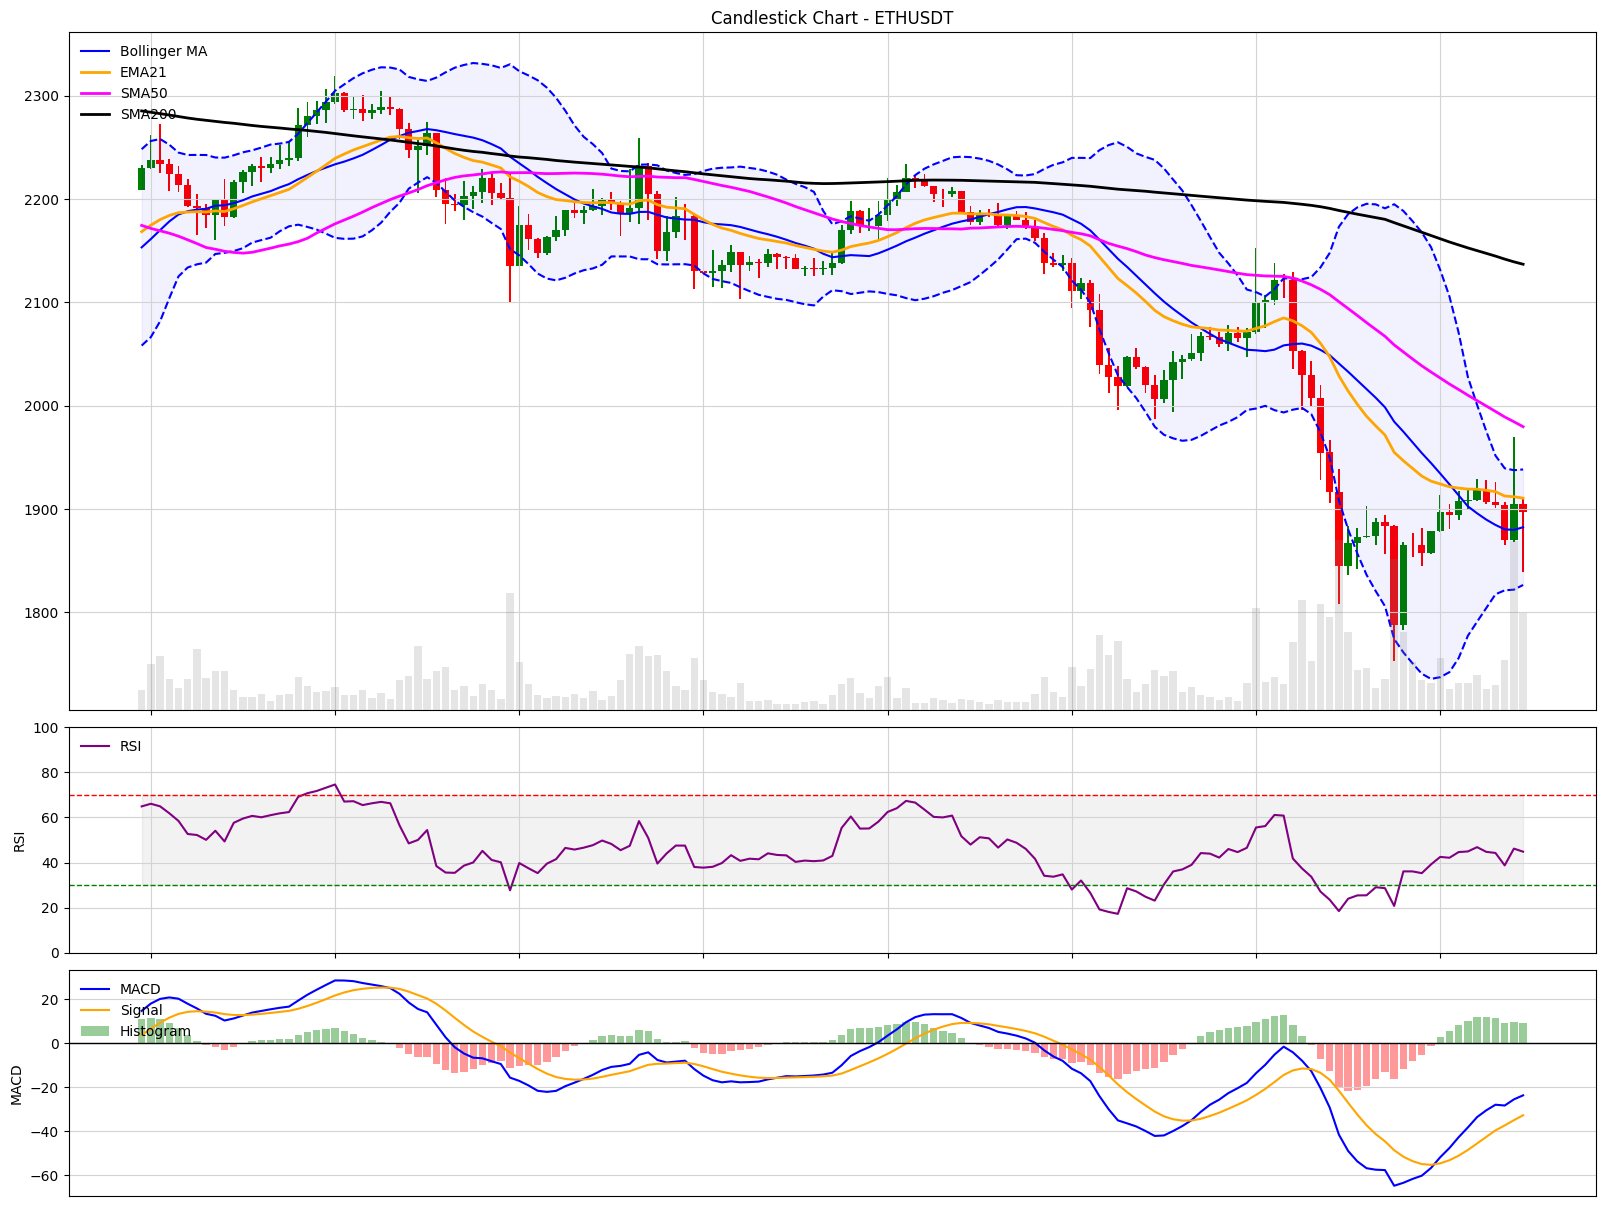 Candlestick Chart - ETHUSDT
Bollinger MA
EMA21
SMA50
SMA200
2300
2200
2100
2000
1900
1800
RSI
100
80
60
40
20
0
RSI
MACD
Signal
Histogram
20
0
−20
−40
−60
MACD